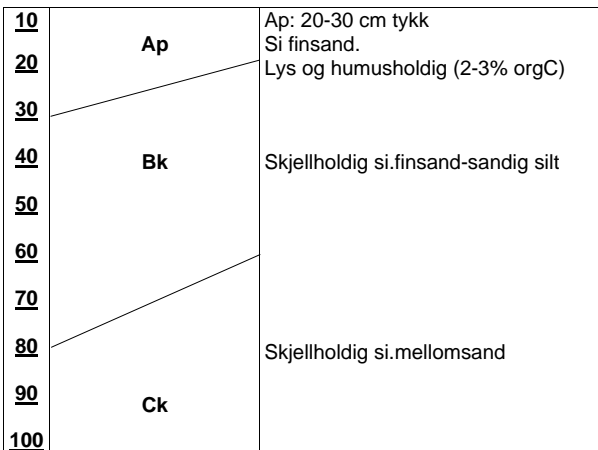 10
Ap
Ap: 20-30 cm tykk
Si finsand.
20
Lys og humusholdig (2-3% orgC)
30
40
Bk
Skjellholdig si.finsand-sandig silt
50
60
70
80
Skjellholdig si.mellomsand
90
Ck
100